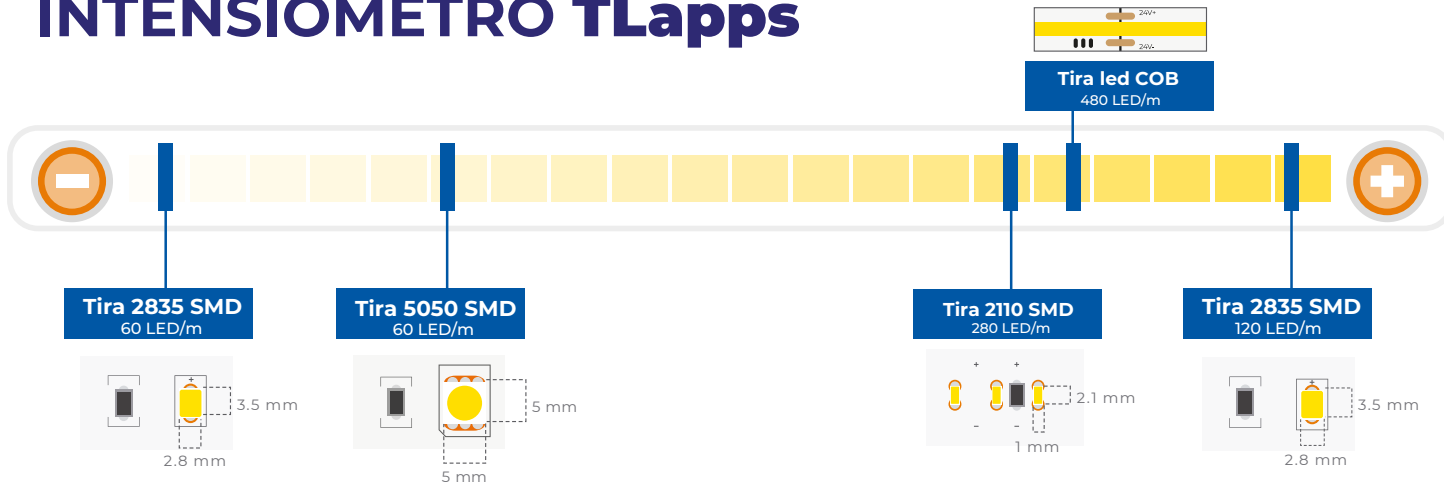 INTENSIÓMETRO TLapps
24V+
24V-
Tira led COB
480 LED/m
Tira 2835 SMD
60 LED/m
Tira 5050 SMD
60 LED/m
Tira 2110 SMD
280 LED/m
Tira 2835 SMD
120 LED/m
+
3.5 mm
2.8 mm
5 mm
5 mm
+ +
2.1 mm
- -
1 mm
+
3.5 mm
2.8 mm